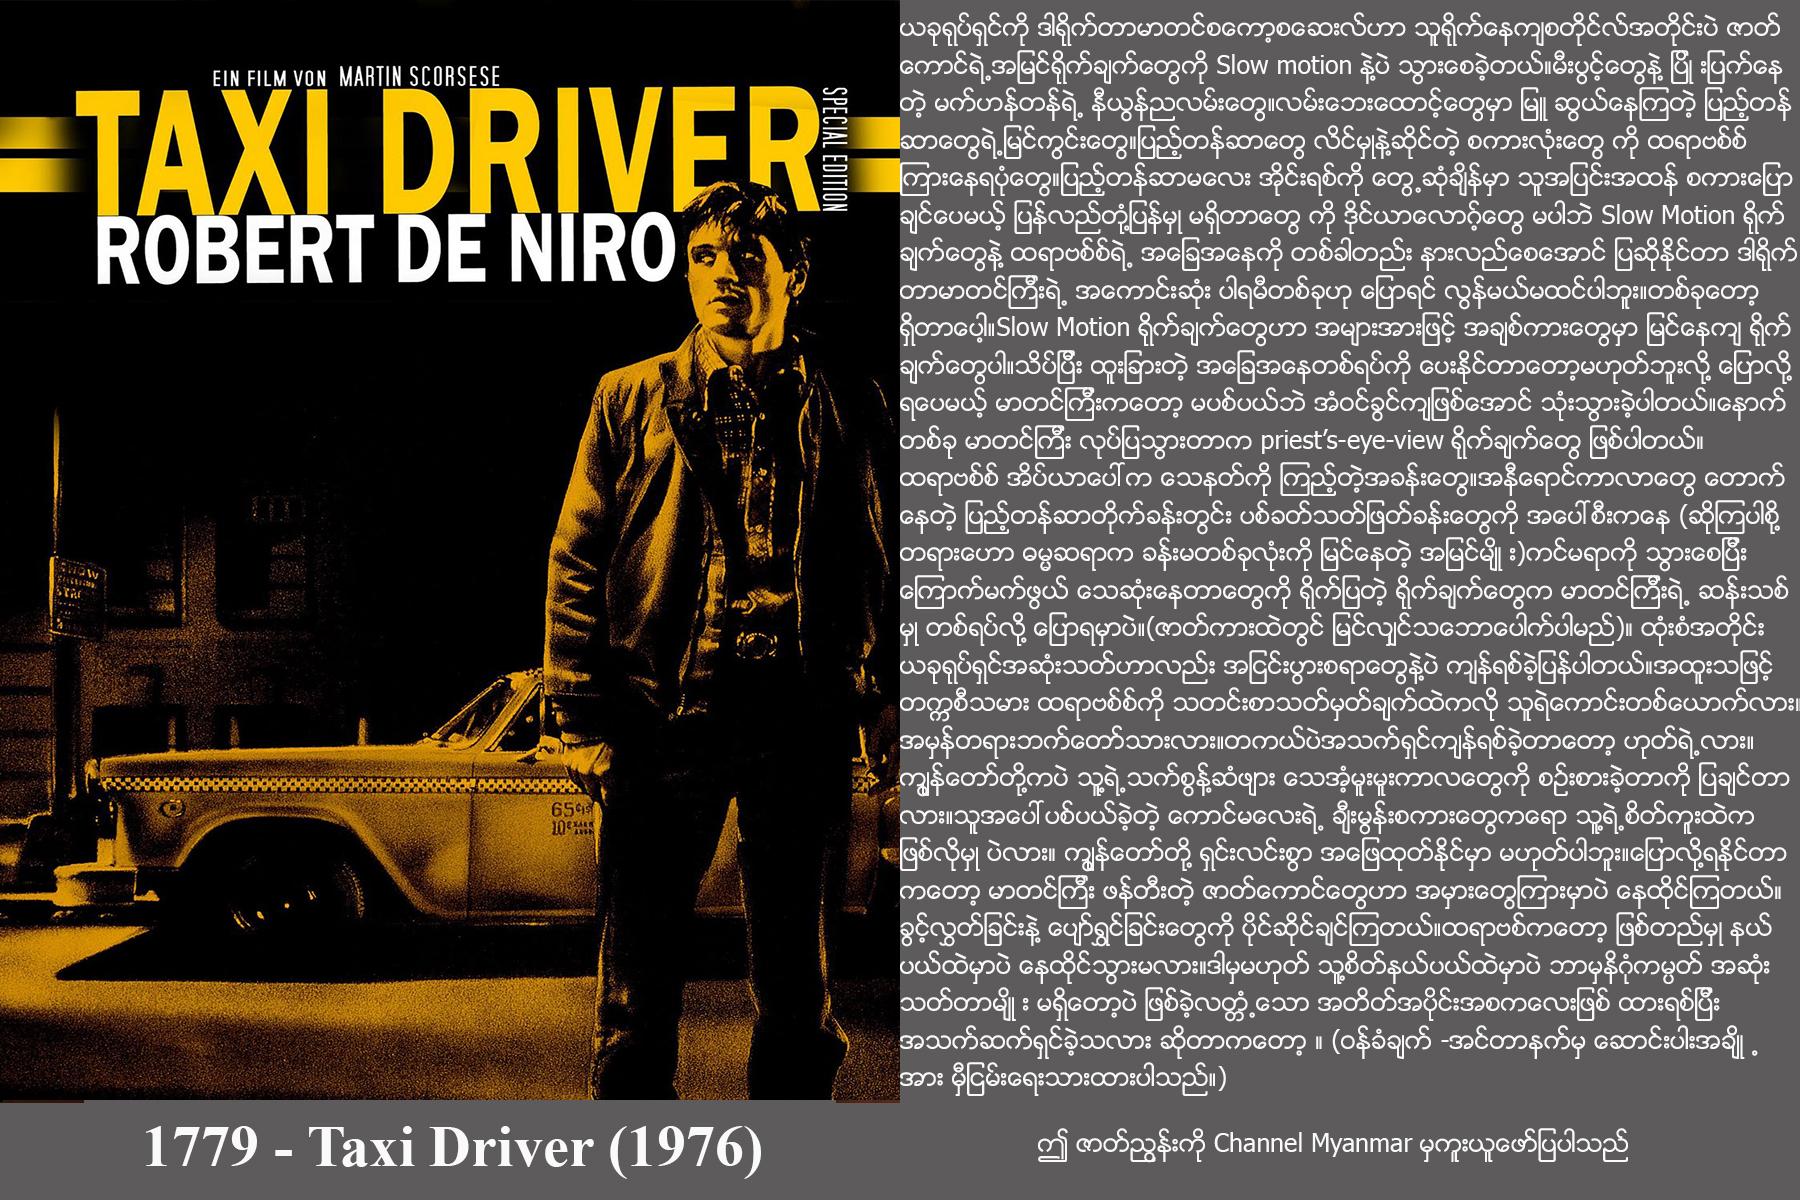 EIN FILM VON MARTIN SCORSESE
TAXI DRIVER
SPECIAL EDITION
ROBERT DE NIRO
65¢
10¢
1779 - Taxi Driver (1976)
ယခုရုပ်ရှင်ကို ဒါရိုက်တာမာတင်စကော့စဆေးလ်ဟာ သူရိုက်နေကျစတိုင်လ်အတိုင်းပဲ ဇာတ်
ကောင်ရဲ့အမြင်ရိုက်ချက်တွေကို Slow motion နဲ့ပဲ သွားစေခဲ့တယ်။မီးပွင့်တွေနဲ့ ပြိုးပြက်နေ
တဲ့ မက်ဟန်တန်ရဲ့ နီယွန်ညလမ်းတွေ။လမ်းဘေးထောင့်တွေမှာ မြူဆွယ်နေကြတဲ့ ပြည့်တန်
ဆာတွေရဲ့မြင်ကွင်းတွေ။ပြည့်တန်ဆာတွေ လိင်မှုနဲ့ဆိုင်တဲ့ စကားလုံးတွေ ကို ထရာဗစ်စ်
ကြားနေရပုံတွေ။ပြည့်တန်ဆာမလေး အိုင်းရစ်ကို တွေ့ဆုံချိန်မှာ သူအပြင်းအထန် စကားပြော
ချင်ပေမယ့် ပြန်လည်တုံ့ပြန်မှု မရှိတာတွေ ကို ဒိုင်ယာလော့ဂ်တွေ မပါဘဲ Slow Motion ရိုက်
ချက်တွေနဲ့ ထရာဗစ်စ်ရဲ့ အခြေအနေကို တစ်ခါတည်း နားလည်စေအောင် ပြဆိုနိုင်တာ ဒါရိုက်
တာမာတင်ကြီးရဲ့ အကောင်းဆုံး ပါရမီတစ်ခုဟု ပြောရင် လွန်မယ်မထင်ပါဘူး။တစ်ခုတော့
ရှိတာပေါ့။Slow Motion ရိုက်ချက်တွေဟာ အများအားဖြင့် အချစ်ကားတွေမှာ မြင်နေကျ ရိုက်
ချက်တွေပါ။သိပ်ပြီး ထူးခြားတဲ့ အခြေအနေတစ်ရပ်ကို ပေးနိုင်တာတော့မဟုတ်ဘူးလို့ ပြောလို့
ရပေမယ့် မာတင်ကြီးကတော့ မပစ်ပယ်ဘဲ အံဝင်ခွင်ကျဖြစ်အောင် သုံးသွားခဲ့ပါတယ်။နောက်
တစ်ခု မာတင်ကြီး လုပ်ပြသွားတာက priest’s-eye-view ရိုက်ချက်တွေ ဖြစ်ပါတယ်။
ထရာဗစ်စ် အိပ်ယာပေါ်က သေနတ်ကို ကြည့်တဲ့အခန်းတွေ။အနီရောင်ကာလာတွေ တောက်
နေတဲ့ ပြည့်တန်ဆာတိုက်ခန်းတွင်း ပစ်ခတ်သတ်ဖြတ်ခန်းတွေကို အပေါ်စီးကနေ (ဆိုကြပါစို့
တရားဟော ဓမ္မဆရာက ခန်းမတစ်ခုလုံးကို မြင်နေတဲ့ အမြင်မျိုး)ကင်မရာကို သွားစေပြီး
ကြောက်မက်ဖွယ် သေဆုံးနေတာတွေကို ရိုက်ပြတဲ့ ရိုက်ချက်တွေက မာတင်ကြီးရဲ့ ဆန်းသစ်
မှု တစ်ရပ်လို့ ပြောရမှာပဲ။(ဇာတ်ကားထဲတွင် မြင်လျှင်သဘောပေါက်ပါမည်)။ ထုံးစံအတိုင်း
ယခုရုပ်ရှင်အဆုံးသတ်ဟာလည်း အငြင်းပွားစရာတွေနဲ့ပဲ ကျန်ရစ်ခဲ့ပြန်ပါတယ်။အထူးသဖြင့်
တက္ကစီသမား ထရာဗစ်စ်ကို သတင်းစာသတ်မှတ်ချက်ထဲကလို သူရဲကောင်းတစ်ယောက်လား။
အမှန်တရားဘက်တော်သားလား။တကယ်ပဲအသက်ရှင်ကျန်ရစ်ခဲ့တာတော့ ဟုတ်ရဲ့လား။
ကျွန်တော်တို့ကပဲ သူ့ရဲ့သက်စွန့်ဆံဖျား သေအံ့မူးမူးကာလတွေကို စဉ်းစားခဲ့တာကို ပြချင်တာ
လား။သူအပေါ်ပစ်ပယ်ခဲ့တဲ့ ကောင်မလေးရဲ့ ချီးမွန်းစကားတွေကရော သူ့ရဲ့စိတ်ကူးထဲက
ဖြစ်လိုမှုပဲလား။ ကျွန်တော်တို့ ရှင်းလင်းစွာ အဖြေထုတ်နိုင်မှာ မဟုတ်ပါဘူး။ပြောလို့ရနိုင်တာ
ကတော့ မာတင်ကြီး ဖန်တီးတဲ့ ဇာတ်ကောင်တွေဟာ အမှားတွေကြားမှာပဲ နေထိုင်ကြတယ်။
ခွင့်လွှတ်ခြင်းနဲ့ ပျော်ရွှင်ခြင်းတွေကို ပိုင်ဆိုင်ချင်ကြတယ်။ထရာဗစ်ကတော့ ဖြစ်တည်မှု နယ်
ပယ်ထဲမှာပဲ နေထိုင်သွားမလား။ဒါမှမဟုတ် သူ့စိတ်နယ်ပယ်ထဲမှာပဲ ဘာမှနိဂုံကမွတ် အဆုံး
သတ်တာမျိုး မရှိတော့ပဲ ဖြစ်ခဲ့လတ္တံ့သော အတိတ်အပိုင်းအစကလေးဖြစ် ထားရစ်ပြီး
အသက်ဆက်ရှင်ခဲ့သလား ဆိုတာကတော့ ။ (ဝန်ခံချက် -အင်တာနက်မှ ဆောင်းပါးအချို့
အား မှီငြမ်းရေးသားထားပါသည်။)
ဤ ဇာတ်ညွှန်းကို Channel Myanmar မှကူးယူဖော်ပြပါသည်